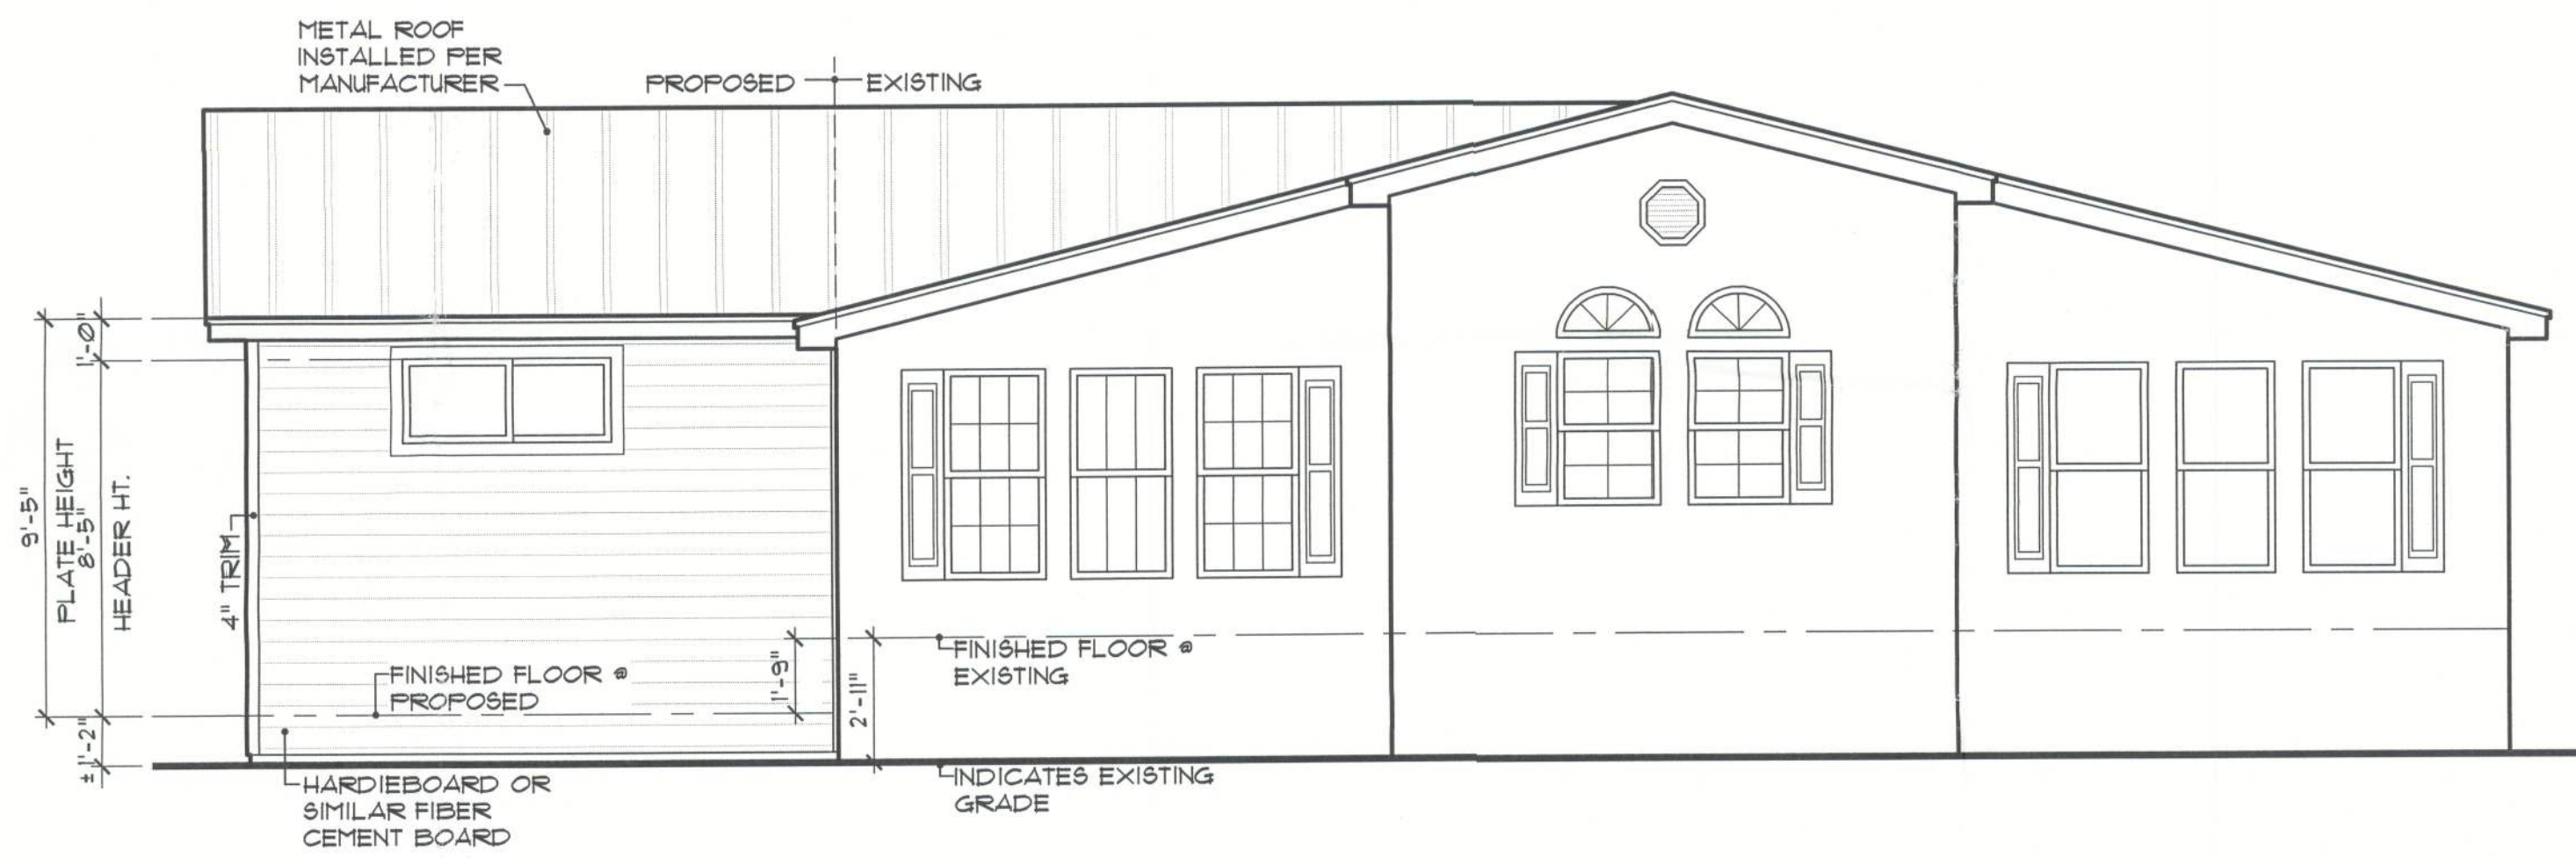 METAL ROOF
INSTALLED PER
MANUFACTURER
PROPOSED
EXISTING
1'-0"
9'-5"
PLATE HEIGHT
8'-5"
HEADER HT.
4" TRIM
±1'-2"
FINISHED FLOOR @
PROPOSED
1'-9"
2'-11"
FINISHED FLOOR @
EXISTING
INDICATES EXISTING
GRADE
HARDIEBOARD OR
SIMILAR FIBER
CEMENT BOARD